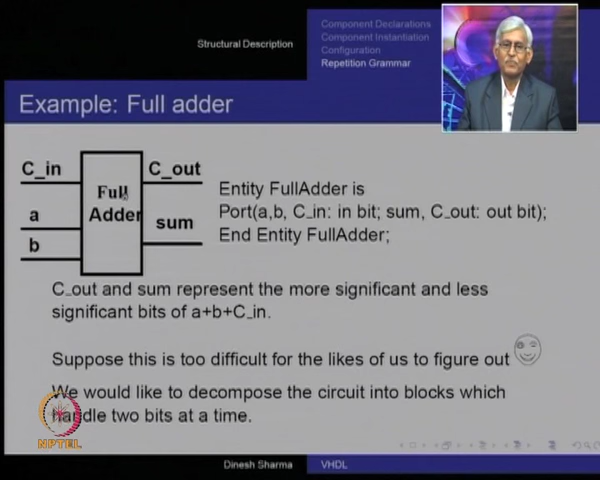 Structural Description
Component Declarations
Component Instantiation
Configuration
Repetition Grammar
Example: Full adder
C_in
a
b
Full
Adder
C_out
sum
Entity FullAdder is
Port(a,b, C_in: in bit; sum, C_out: out bit);
End Entity FullAdder;
C_out and sum represent the more significant and less
significant bits of a+b+C_in.
Suppose this is too difficult for the likes of us to figure out
We would like to decompose the circuit into blocks which
handle two bits at a time.
NPTEL
Dinesh Sharma
VHDL